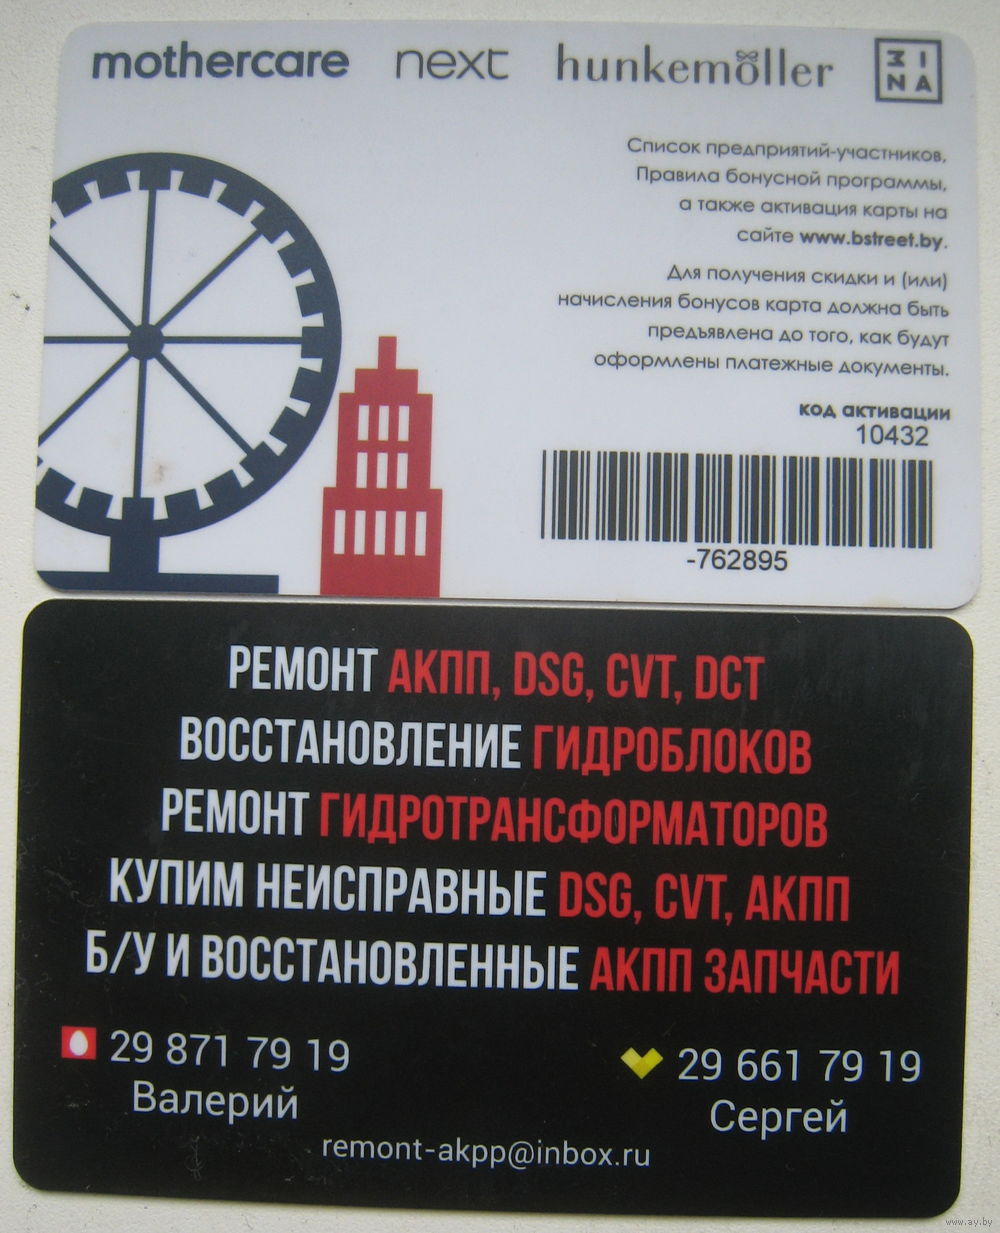 mothercare next hunkemöller ZINA
Список предприятий-участников,
Правила бонусной программы,
а также активация карты на
сайте www.bstreet.by.
Для получения скидки и (или)
начисления бонусов карта должна быть
предъявлена до того, как будут
оформлены платежные документы.
код активации
10432
-762895
РЕМОНТ АКПП, DSG, CVT, DCT
ВОССТАНОВЛЕНИЕ ГИДРОБЛОКОВ
РЕМОНТ ГИДРОТРАНСФОРМАТОРОВ
КУПИМ НЕИСПРАВНЫЕ DSG, CVT, АКПП
Б/У И ВОССТАНОВЛЕННЫЕ АКПП ЗАПЧАСТИ
29 871 79 19 29 661 79 19
Валерий Сергей
remont-akpp@inbox.ru
www.ay.by